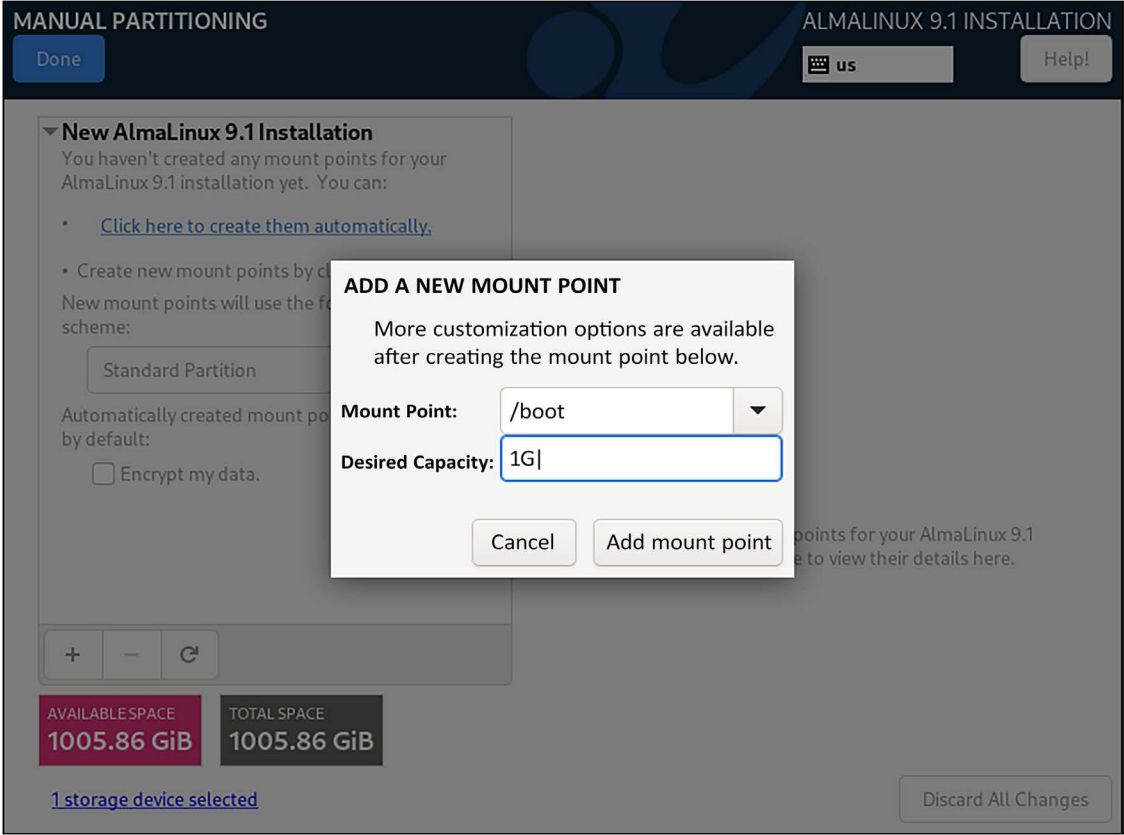 MANUAL PARTITIONING
ALMALINUX 9.1 INSTALLATION
Done
us
Help!
New AlmaLinux 9.1 Installation
You haven't created any mount points for your
AlmaLinux 9.1 installation yet. You can:
• Click here to create them automatically.
• Create new mount points by cl
New mount points will use the fo
scheme:
Standard Partition
Automatically created mount po
by default:
Encrypt my data.
ADD A NEW MOUNT POINT
More customization options are available
after creating the mount point below.
Mount Point: /boot
Desired Capacity: 1G
Cancel Add mount point
points for your AlmaLinux 9.1
e to view their details here.
+ − ⟳
AVAILABLE SPACE
1005.86 GiB
TOTAL SPACE
1005.86 GiB
1 storage device selected
Discard All Changes